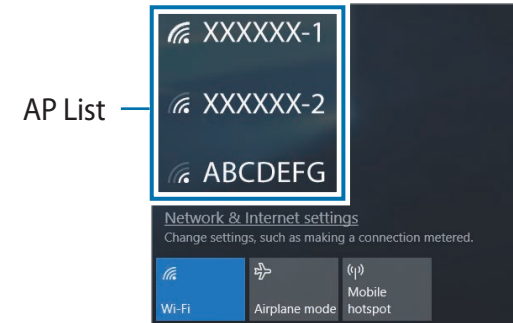 XXXXXX-1
AP List
XXXXXX-2
ABCDEFG
Network & Internet settings
Change settings, such as making a connection metered.
Wi-Fi
Airplane mode
Mobile
hotspot